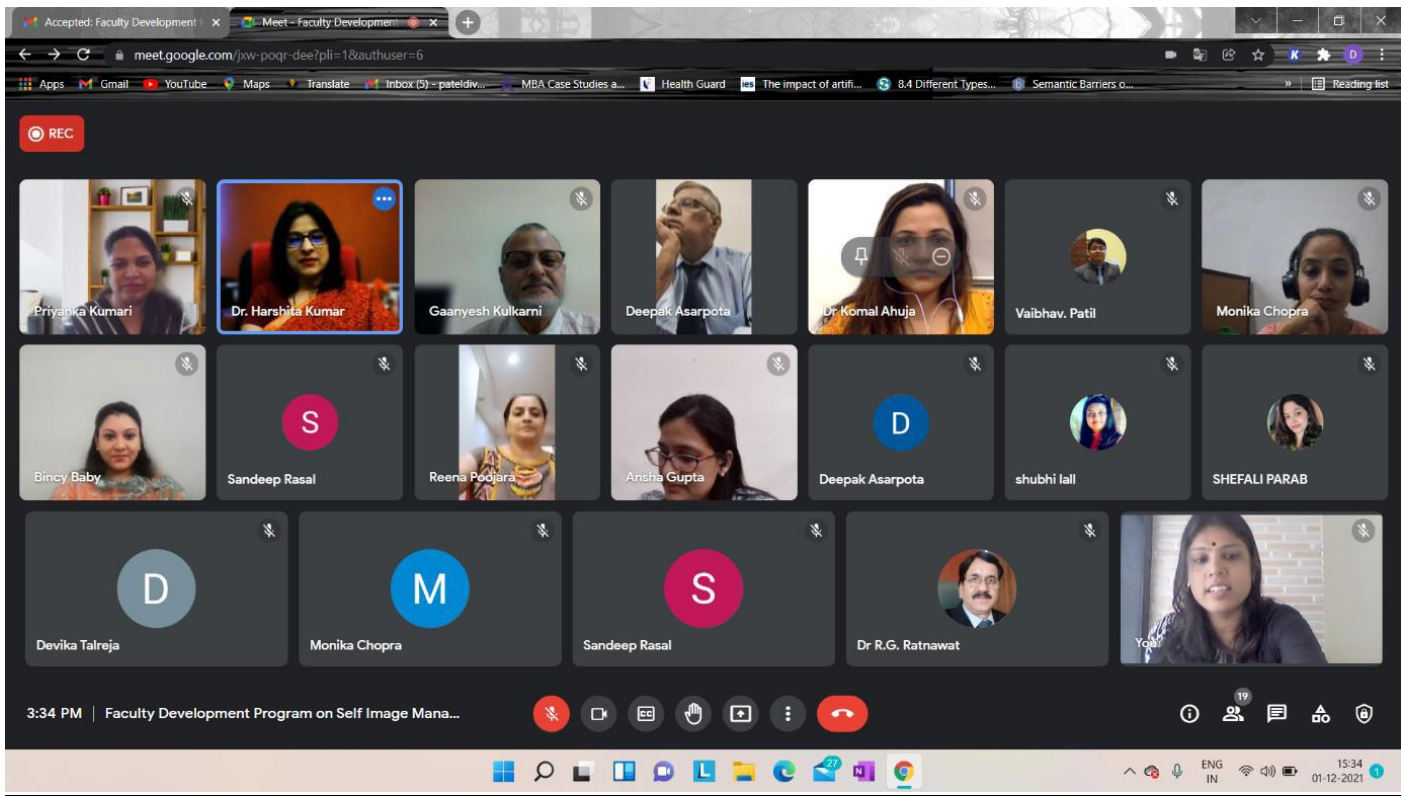 Accepted: Faculty Development
Meet - Faculty Development
meet.google.com/jxw-poqr-dee?pli=1&authuser=6
Apps Gmail YouTube Maps Translate Inbox (5) - pateldiv... MBA Case Studies a... Health Guard ies The impact of artifi... 8.4 Different Types... Semantic Barriers o... » Reading list
REC
Priyanka Kumari Dr. Harshita Kumar Gaanyesh Kulkarni Deepak Asarpota Dr Komal Ahuja Vaibhav. Patil Monika Chopra
S D
Bincy Baby Sandeep Rasal Reena Poojara Ansha Gupta Deepak Asarpota shubhi lall SHEFALI PARAB
D M S
Devika Talreja Monika Chopra Sandeep Rasal Dr R.G. Ratnawat You
19
3:34 PM | Faculty Development Program on Self Image Mana...
27
ENG 15:34
IN 01-12-2021 1